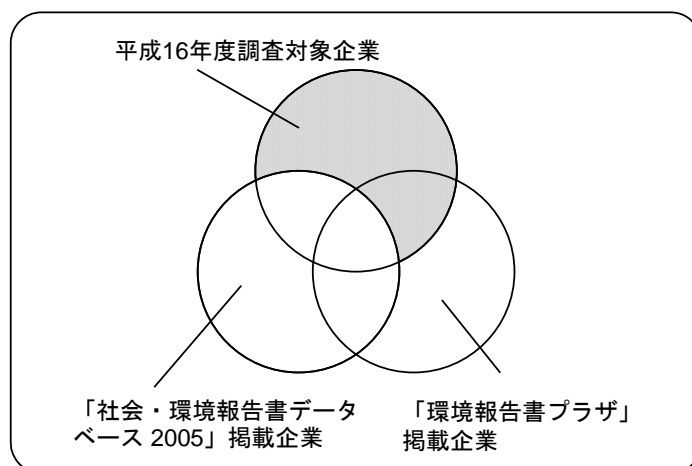 平成16年度調査対象企業
「社会・環境報告書データ
ベース 2005」掲載企業
「環境報告書プラザ」
掲載企業